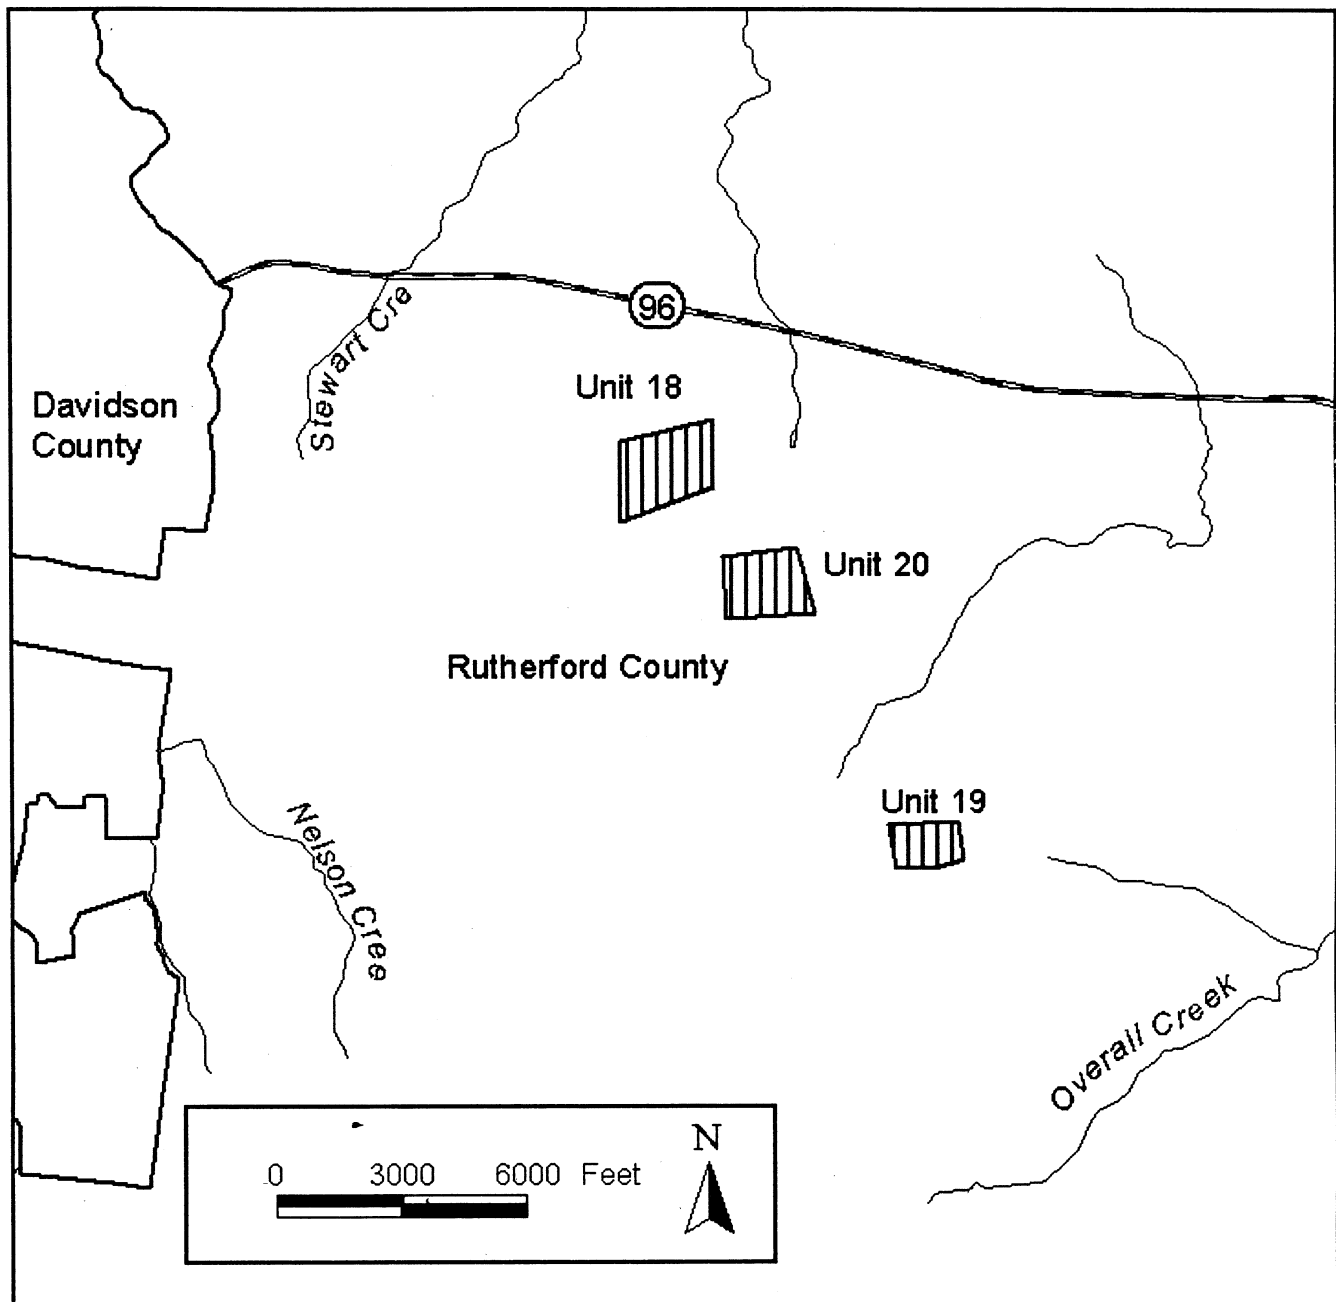 96
Unit 18
Davidson
County
Stewart Cre
Unit 20
Rutherford County
Unit 19
Nelson Cree
Overall Creek
N
0 3000 6000 Feet